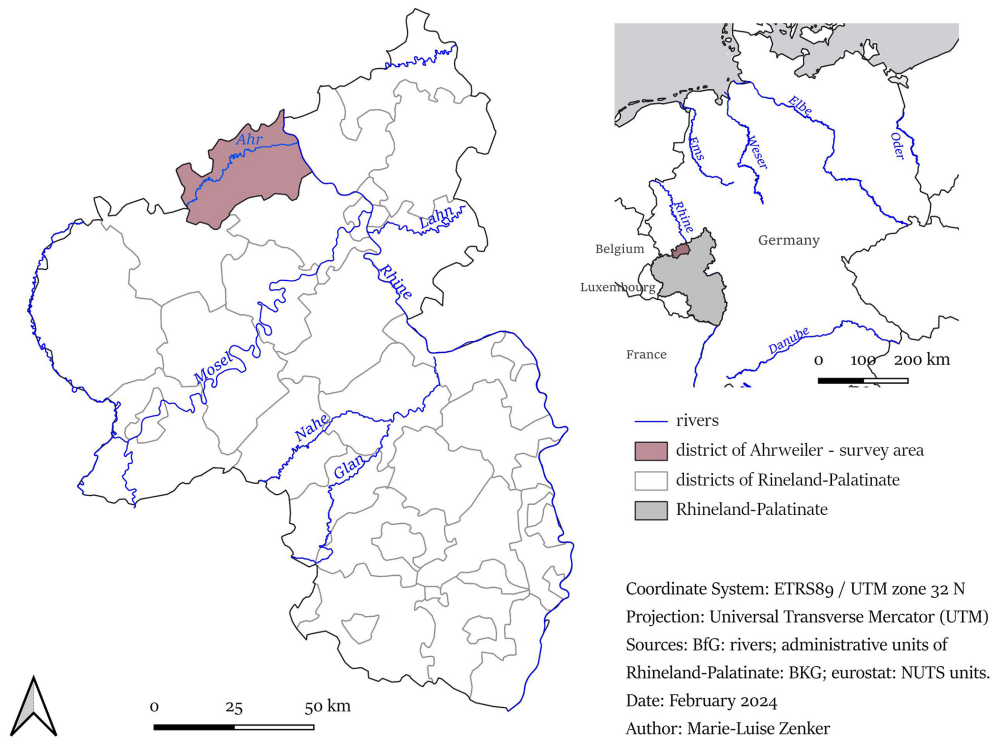 Ahr
Lahn
Rhine
Mosel
Nahe
Glan
0 25 50 km
Elbe
Ems
Weser
Oder
Rhine
Belgium
Germany
Luxembourg
France
Danube
0 100 200 km
rivers
district of Ahrweiler - survey area
districts of Rineland-Palatinate
Rhineland-Palatinate
Coordinate System: ETRS89 / UTM zone 32 N
Projection: Universal Transverse Mercator (UTM)
Sources: BfG: rivers; administrative units of
Rhineland-Palatinate: BKG; eurostat: NUTS units.
Date: February 2024
Author: Marie-Luise Zenker